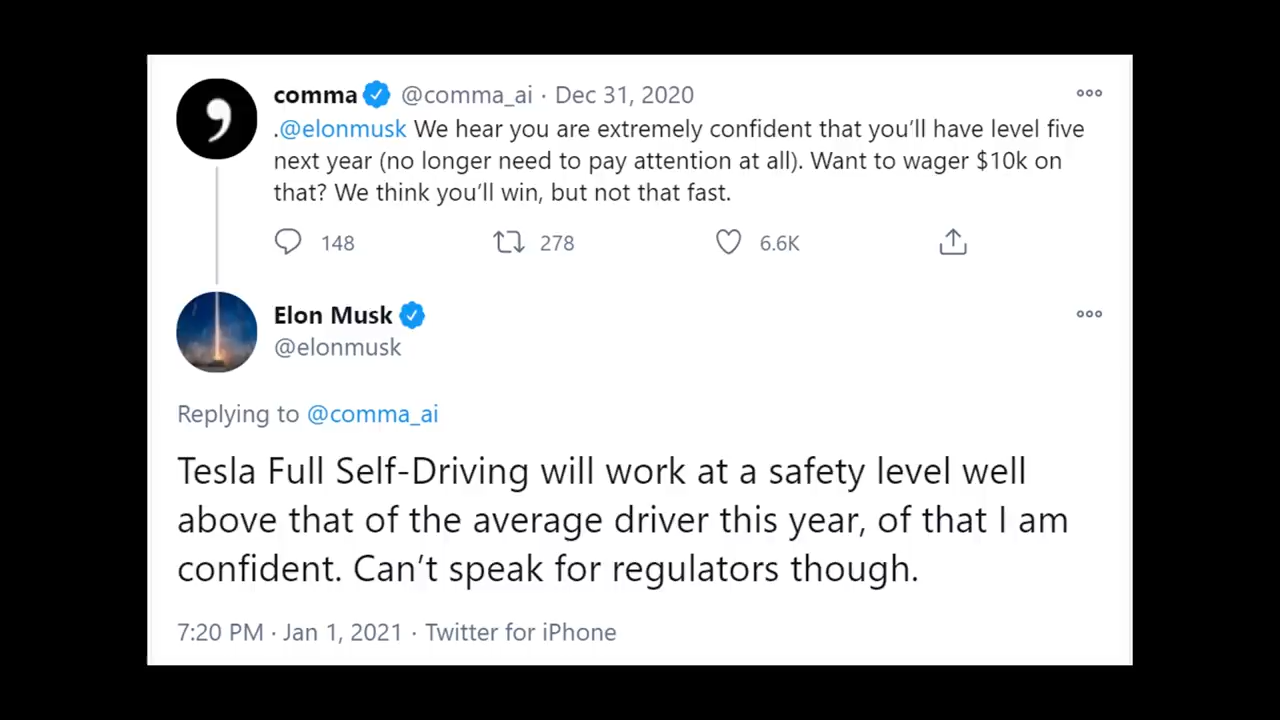 comma @comma_ai · Dec 31, 2020
.@elonmusk We hear you are extremely confident that you'll have level five
next year (no longer need to pay attention at all). Want to wager $10k on
that? We think you'll win, but not that fast.
148 278 6.6K
Elon Musk
@elonmusk
Replying to @comma_ai
Tesla Full Self-Driving will work at a safety level well
above that of the average driver this year, of that I am
confident. Can't speak for regulators though.
7:20 PM · Jan 1, 2021 · Twitter for iPhone